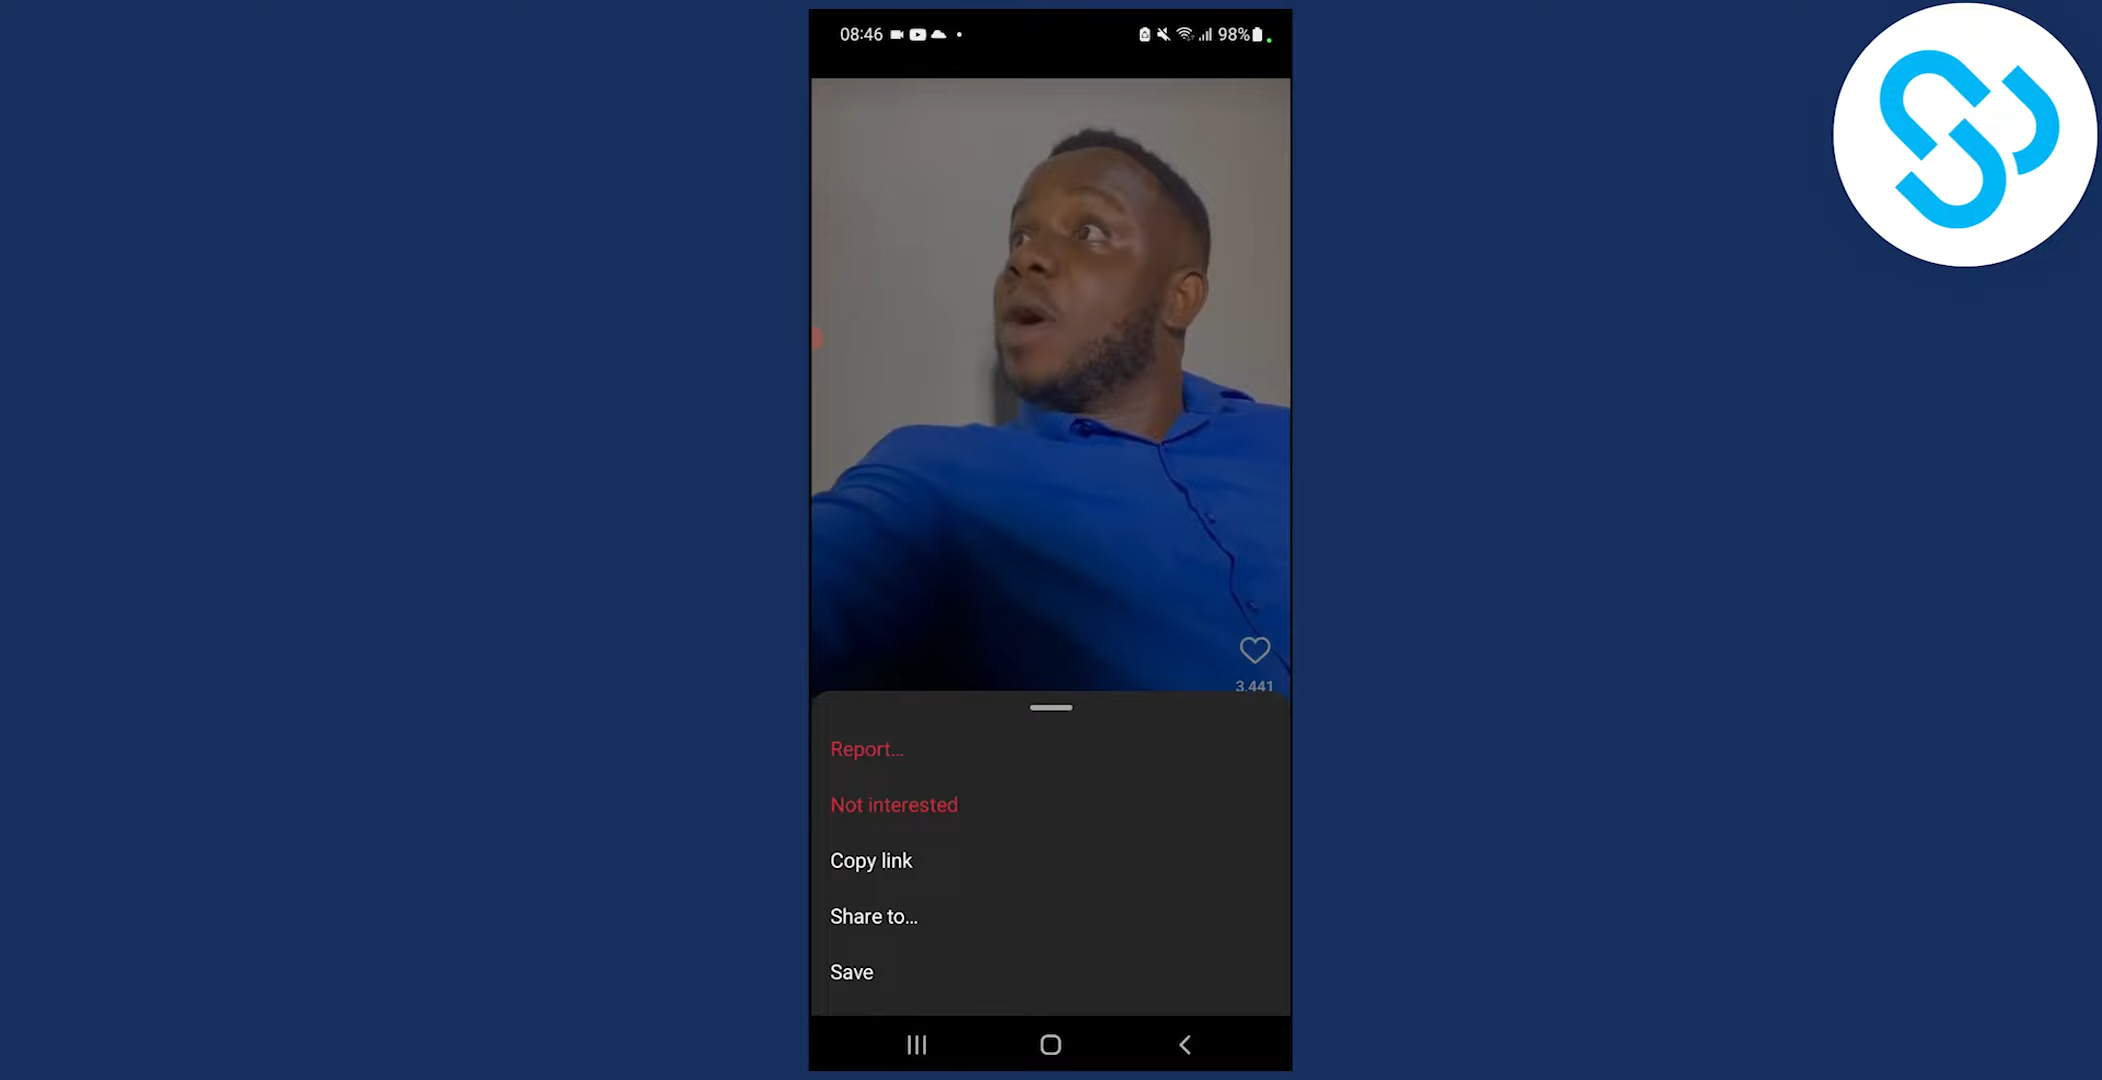 08:46 98%
3,441
Report...
Not interested
Copy link
Share to...
Save